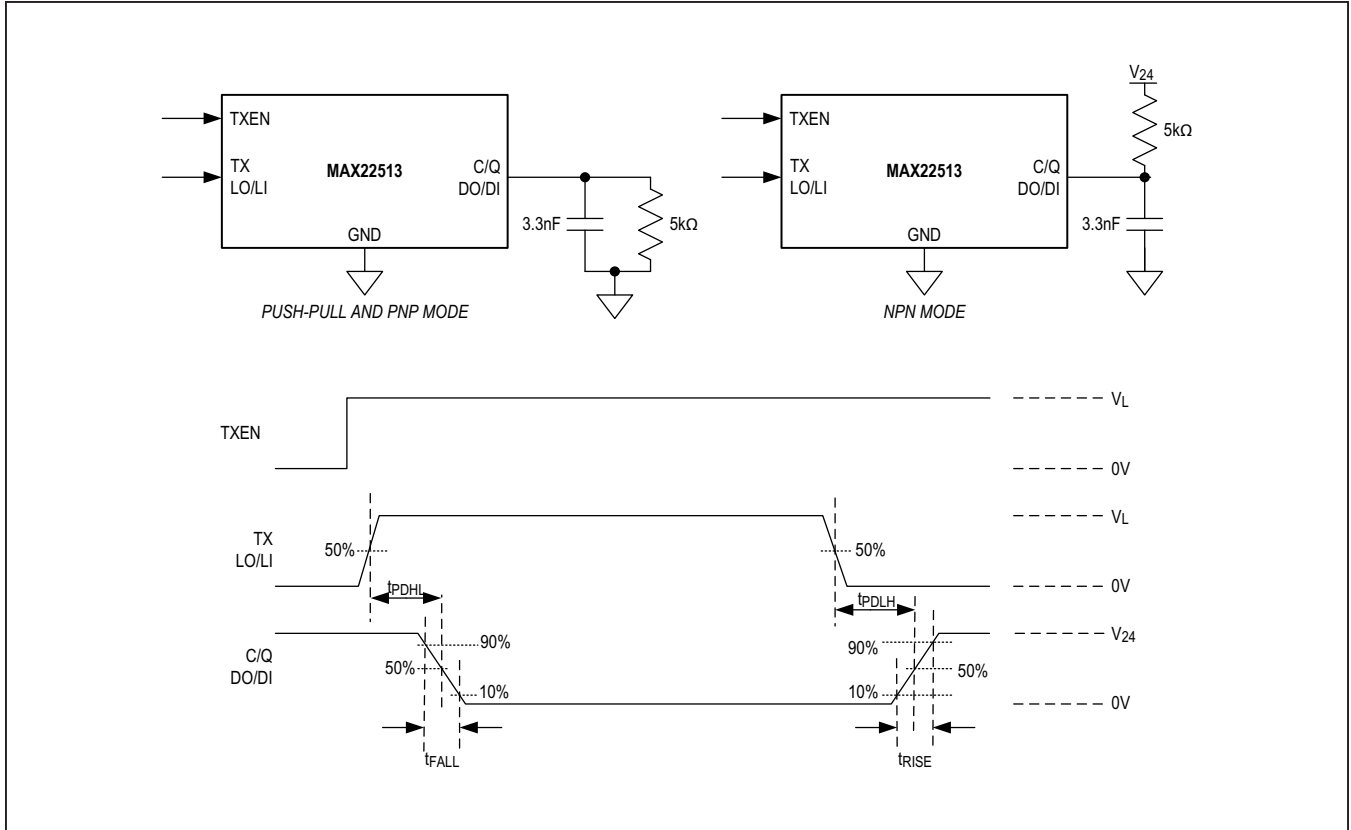 TXEN
TX
LO/LI
MAX22513
C/Q
DO/DI
GND
3.3nF
5kΩ
PUSH-PULL AND PNP MODE
V24
5kΩ
TXEN
TX
LO/LI
MAX22513
C/Q
DO/DI
GND
3.3nF
NPN MODE
TXEN
VL
0V
TX
LO/LI
50%
50%
VL
0V
tPDHL
tPDLH
C/Q
DO/DI
90%
50%
10%
90%
50%
10%
V24
0V
tFALL
tRISE